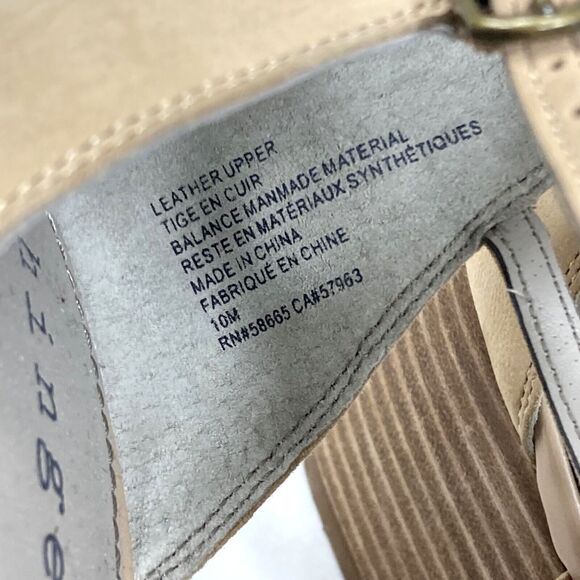 LEATHER UPPER
TIGE EN CUIR
BALANCE MANMADE MATERIAL
RESTE EN MATÉRIAUX SYNTHÉTIQUES
MADE IN CHINA
FABRIQUÉ EN CHINE
10M
RN#58665 CA#57963